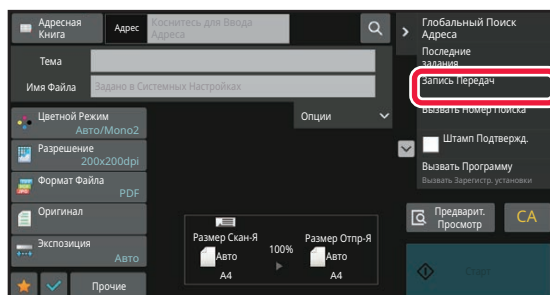 Адресная
Книга
Адрес
Коснитесь для Ввода
Адреса
Тема
Имя Файла
Задано в Системных Настройках
Цветной Режим
Авто/Mono2
Разрешение
200x200dpi
Формат Файла
PDF
Оригинал
Экспозиция
Авто
Прочие
Опции
Размер Скан-Я
Авто
A4
100%
Размер Отпр-Я
Авто
A4
Глобальный Поиск
Адреса
Последние
задания
Запись Передач
Вызвать Номер Поиска
Штамп Подтвержд.
Вызвать Программу
Вызвать Зарегистр. установки
Предварит.
Просмотр
CA
Старт